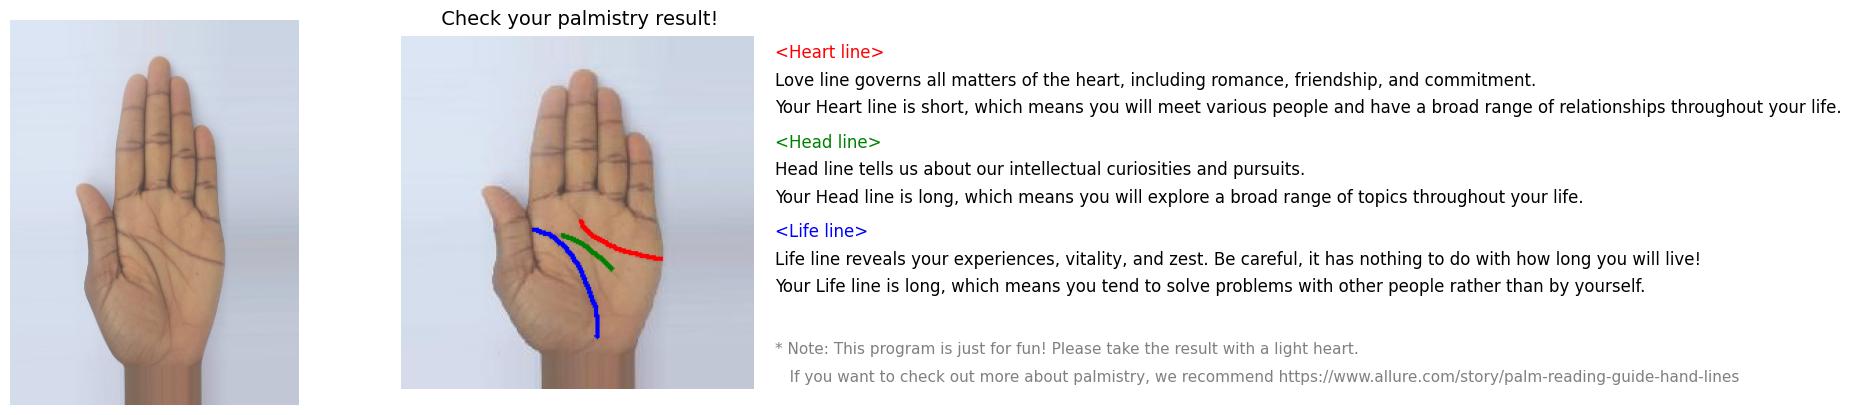 Check your palmistry result!
<Heart line>
Love line governs all matters of the heart, including romance, friendship, and commitment.
Your Heart line is short, which means you will meet various people and have a broad range of relationships throughout your life.
<Head line>
Head line tells us about our intellectual curiosities and pursuits.
Your Head line is long, which means you will explore a broad range of topics throughout your life.
<Life line>
Life line reveals your experiences, vitality, and zest. Be careful, it has nothing to do with how long you will live!
Your Life line is long, which means you tend to solve problems with other people rather than by yourself.
* Note: This program is just for fun! Please take the result with a light heart.
If you want to check out more about palmistry, we recommend https://www.allure.com/story/palm-reading-guide-hand-lines